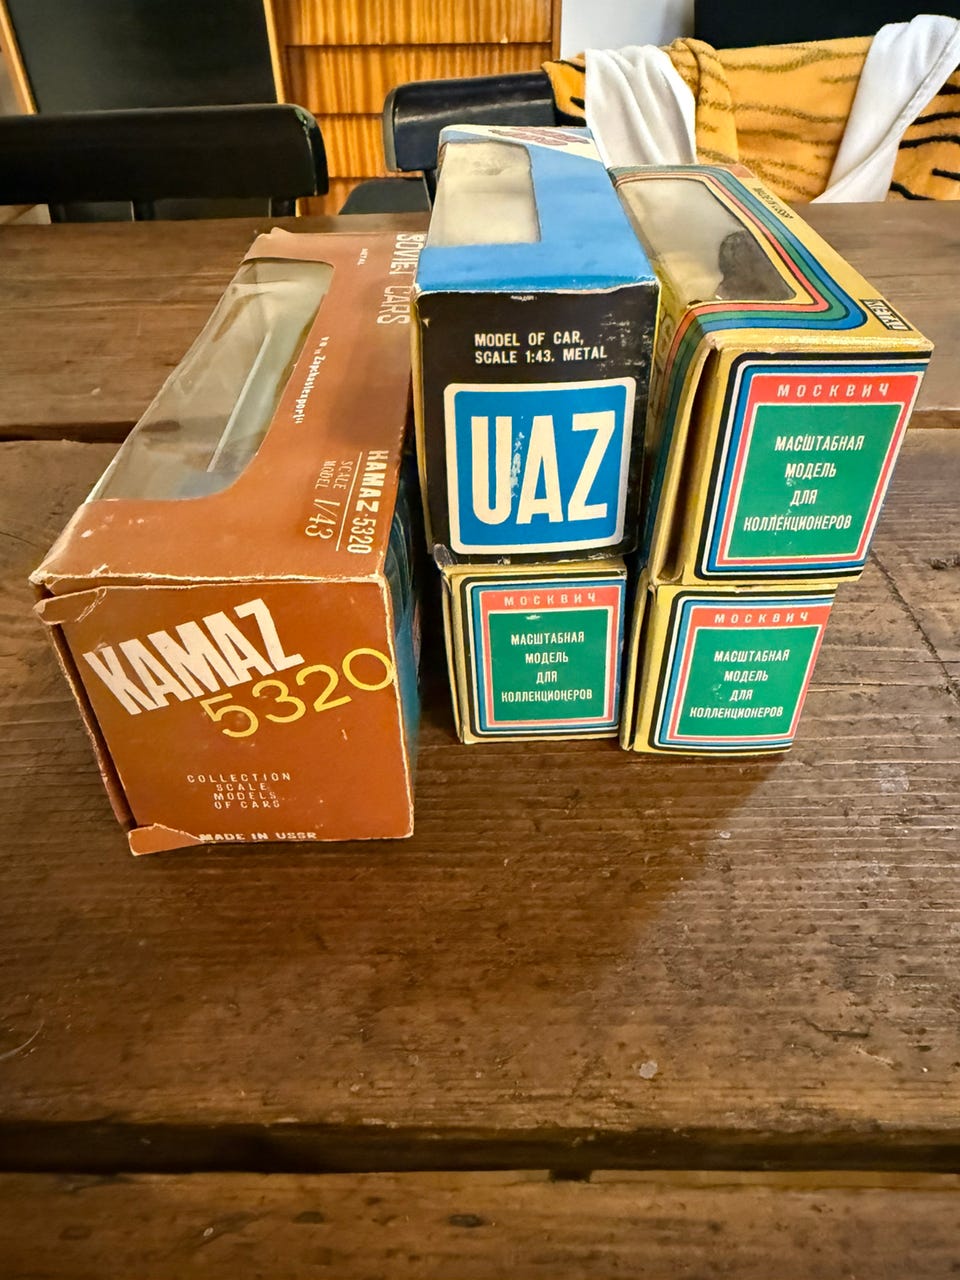 SOVIET CARS
METAL
V/O "Zapchastexport"
KAMAZ-5320
SCALE
MODEL 1/43
KAMAZ
5320
COLLECTION
SCALE
MODELS
OF CARS
MADE IN USSR
MODEL OF CAR,
SCALE 1:43. METAL
UAZ
МОСКВИЧ
МАСШТАБНАЯ
МОДЕЛЬ
ДЛЯ
КОЛЛЕКЦИОНЕРОВ
МОСКВИЧ
МАСШТАБНАЯ
МОДЕЛЬ
ДЛЯ
КОЛЛЕКЦИОНЕРОВ
МОСКВИЧ
МАСШТАБНАЯ
МОДЕЛЬ
ДЛЯ
КОЛЛЕКЦИОНЕРОВ